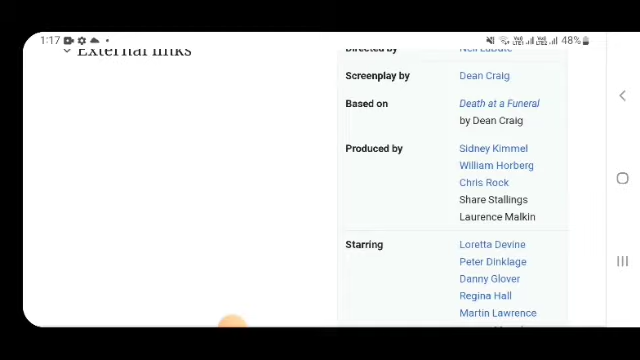 1:17
48%
External links
Directed by Neil LaBute
Screenplay by Dean Craig
Based on Death at a Funeral
by Dean Craig
Produced by Sidney Kimmel
William Horberg
Chris Rock
Share Stallings
Laurence Malkin
Starring Loretta Devine
Peter Dinklage
Danny Glover
Regina Hall
Martin Lawrence